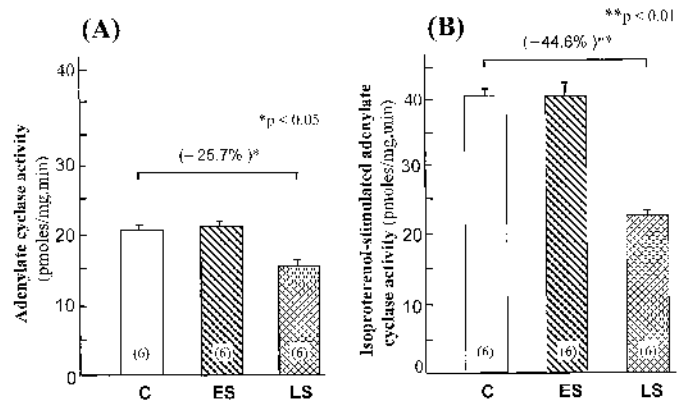 (A)
Adenylate cyclase activity
(pmoles/mg.min)
40
30
20
10
0
*p < 0.05
(−25.7% )*
(6)
(6)
(6)
C
ES
LS
(B)
Isoproterenol-stimulated adenylate
cyclase activity (pmoles/mg.min)
40
30
20
10
0
**p < 0.01
(−44.6% )**
(6)
(6)
(6)
C
ES
LS